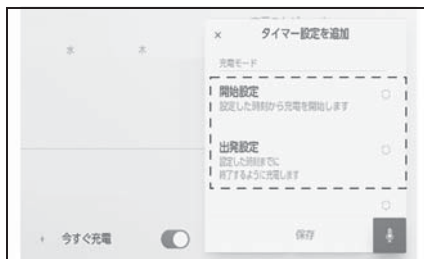 水
木
× タイマー設定を追加
充電モード
開始設定
設定した時刻から充電を開始します
出発設定
設定した時刻までに
終了するように充電します
今すぐ充電
保存